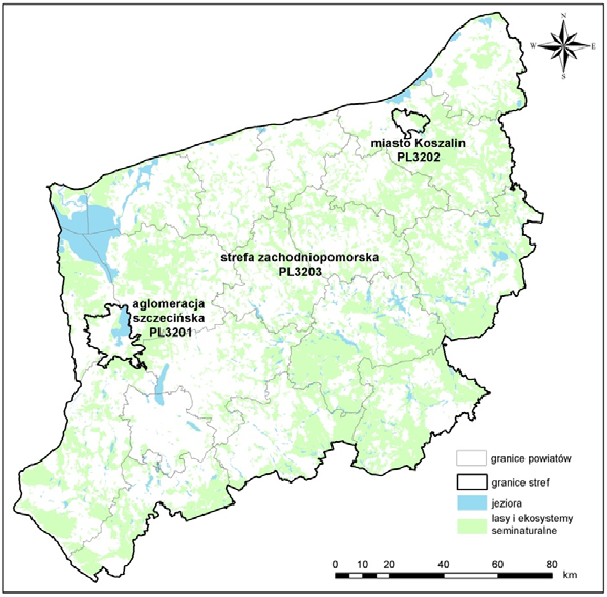 N
W E
S
miasto Koszalin
PL3202
strefa zachodniopomorska
PL3203
aglomeracja
szczecińska
PL3201
granice powiatów
granice stref
jeziora
lasy i ekosystemy
seminaturalne
0 10 20 40 60 80
km